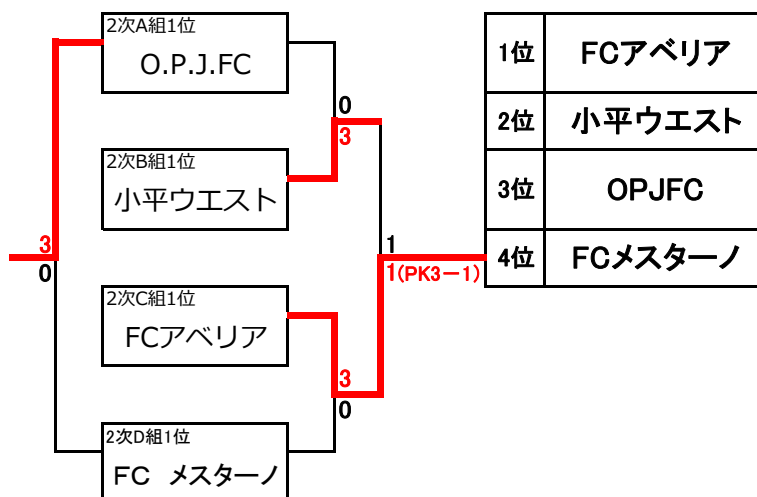 2次A組1位
O.P.J.FC
0
3
2次B組1位
小平ウエスト
3
0
1
1(PK3－1)
2次C組1位
FCアベリア
3
0
2次D組1位
FC　メスターノ
1位 FCアベリア
2位 小平ウエスト
3位 OPJFC
4位 FCメスターノ